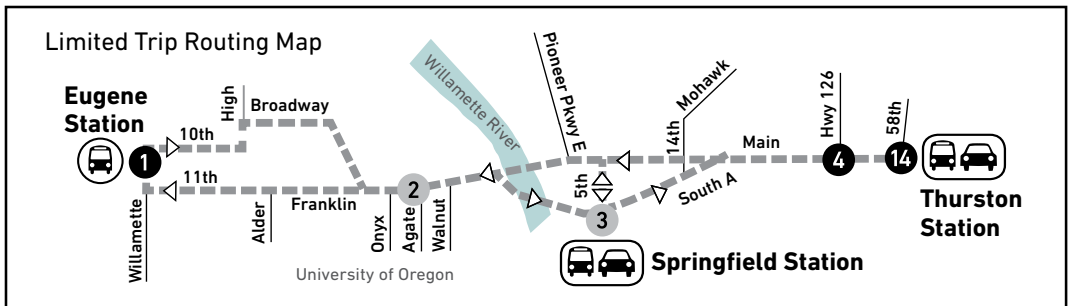 Limited Trip Routing Map
Eugene
Station
1
10th
High
Broadway
11th
Willamette
Alder
Franklin
Onyx
Agate
Walnut
2
University of Oregon
Willamette River
Pioneer Pkwy E
5th
3
Springfield Station
14th
Mohawk
South A
Main
Hwy 126
4
58th
14
Thurston
Station